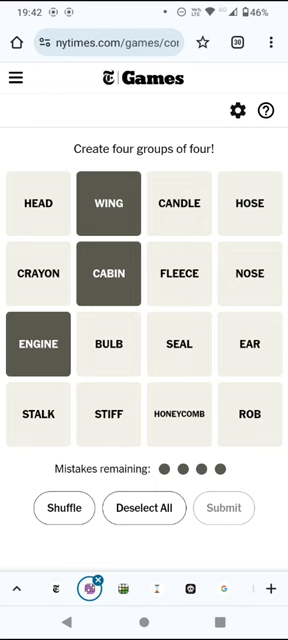 19:42 46%
nytimes.com/games/con 30
Games
Create four groups of four!
HEAD WING CANDLE HOSE
CRAYON CABIN FLEECE NOSE
ENGINE BULB SEAL EAR
STALK STIFF HONEYCOMB ROB
Mistakes remaining:
Shuffle Deselect All Submit